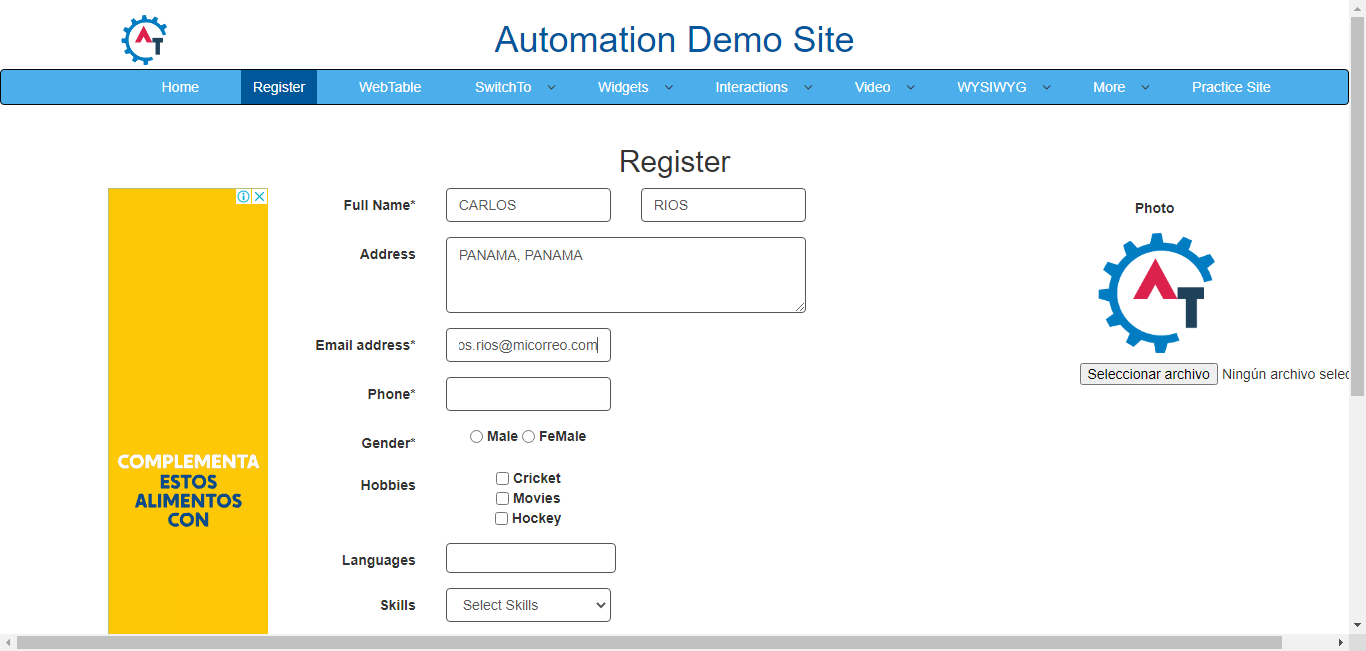 AT
Automation Demo Site
Home Register WebTable SwitchTo Widgets Interactions Video WYSIWYG More Practice Site
Register
Full Name* CARLOS RIOS
Photo
Address PANAMA, PANAMA
AT
Email address* os.rios@micorreo.com
Seleccionar archivo Ningún archivo selec
Phone*
Gender* Male FeMale
Hobbies Cricket
Movies
Hockey
COMPLEMENTA
ESTOS
ALIMENTOS
CON
Languages
Skills Select Skills